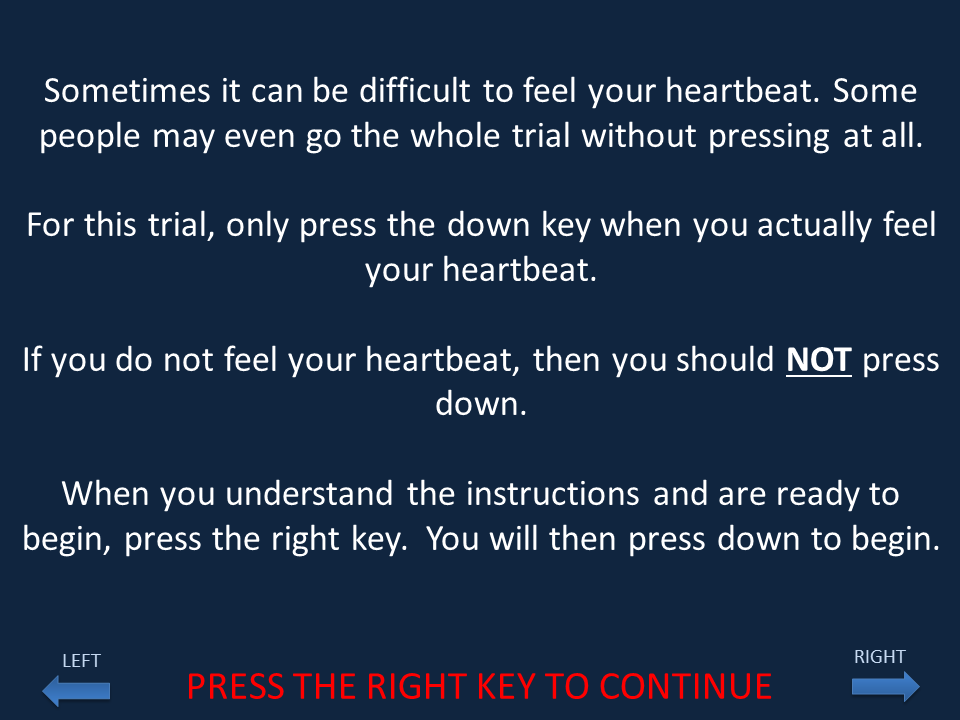 Sometimes it can be difficult to feel your heartbeat. Some
people may even go the whole trial without pressing at all.
For this trial, only press the down key when you actually feel
your heartbeat.
If you do not feel your heartbeat, then you should NOT press
down.
When you understand the instructions and are ready to
begin, press the right key. You will then press down to begin.
LEFT
PRESS THE RIGHT KEY TO CONTINUE
RIGHT